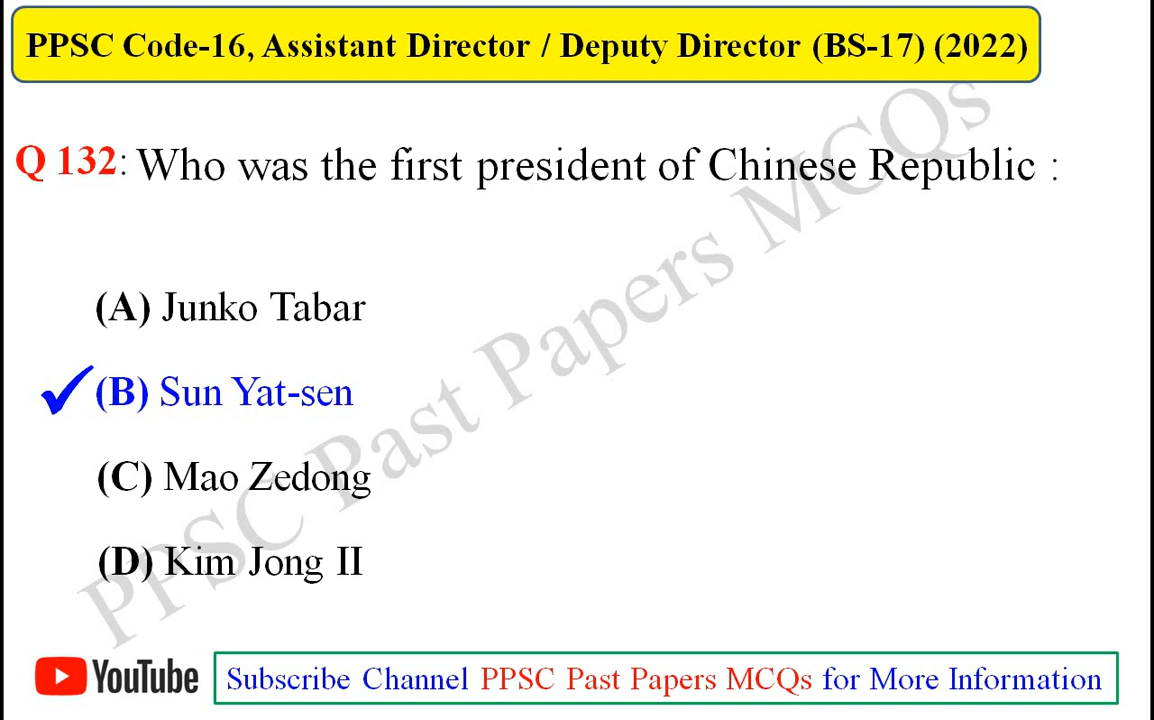 PPSC Code-16, Assistant Director / Deputy Director (BS-17) (2022)
Q 132: Who was the first president of Chinese Republic :
(A) Junko Tabar
(B) Sun Yat-sen
(C) Mao Zedong
(D) Kim Jong II
PPSC Past Papers MCQs
YouTube Subscribe Channel PPSC Past Papers MCQs for More Information